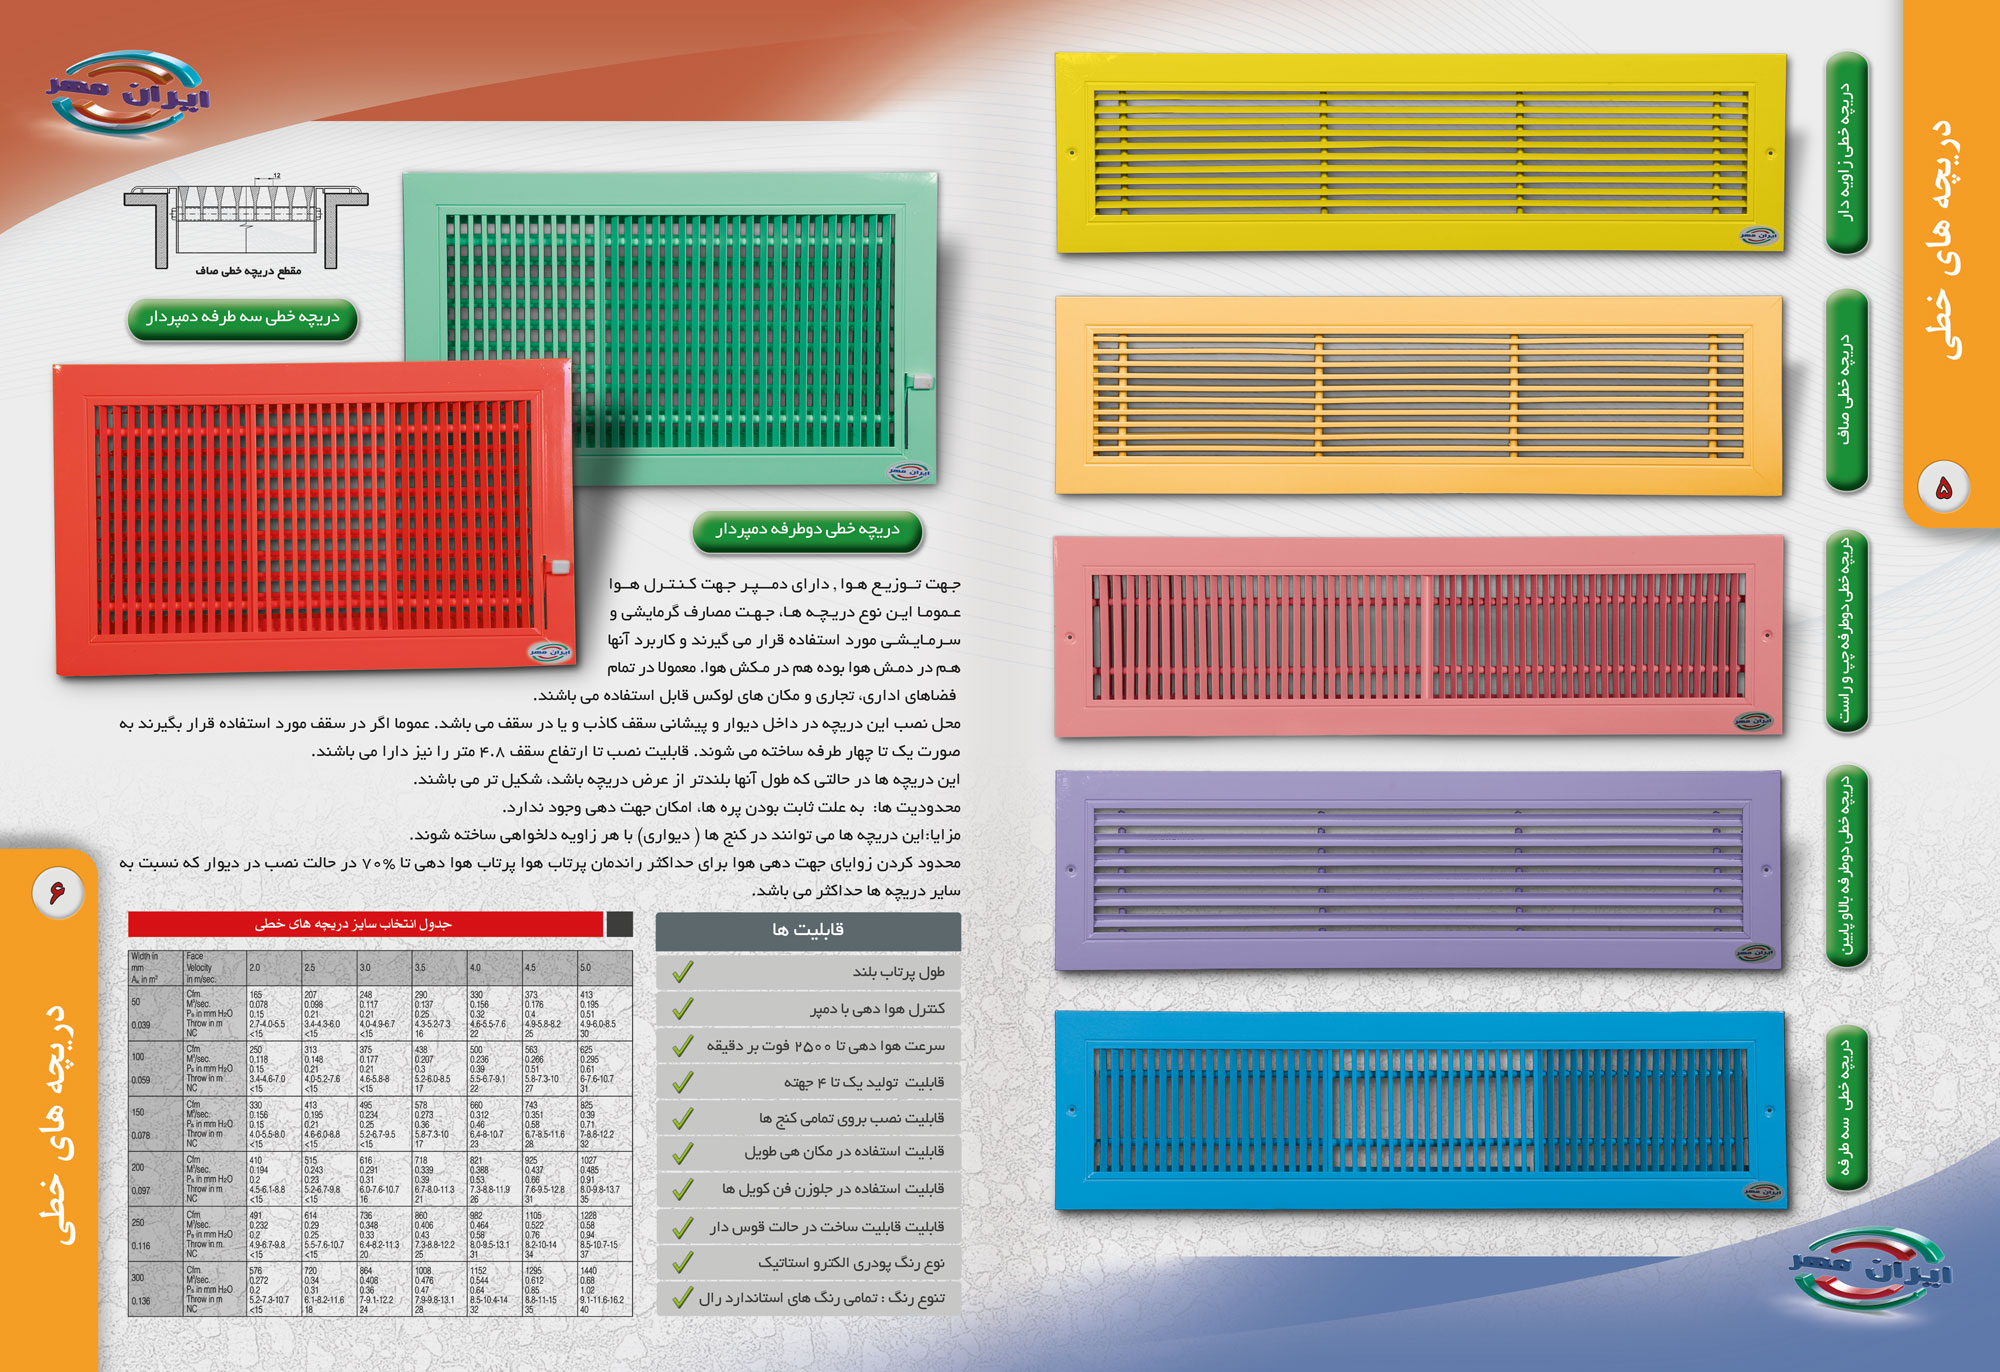 دریچه های خطی
۵
دریچه خطی زاویه دار
ایران مهر
دریچه خطی صاف
دریچه خطی دوطرفه چپ و راست
ایران مهر
دریچه خطی دوطرفه بالا و پایین
ایران مهر
دریچه خطی سه طرفه
ایران مهر
ایران مهر
ایران مهر
12
مقطع دریچه خطی صاف
دریچه خطی سه طرفه دمپردار
ایران مهر
ایران مهر
دریچه خطی دوطرفه دمپردار
جهت تـوزیـع هـوا , دارای دمـپـر جهت کـنـتـرل هـوا
عـمومـا ایـن نوع دریـچـه هـا، جـهـت مصارف گرمایشی و
سـرمـایـشـی مورد استفاده قرار می گیرند و کاربرد آنها
هـم در دمـش هوا بوده هم در مـکش هوا. معمولا در تمام
فضاهای اداری، تجاری و مکان های لوکس قابل استفاده می باشند.
محل نصب این دریچه در داخل دیوار و پیشانی سقف کاذب و یا در سقف می باشد. عموما اگر در سقف مورد استفاده قرار بگیرند به
صورت یک تا چهار طرفه ساخته می شوند. قابلیت نصب تا ارتفاع سقف ۴.۸ متر را نیز دارا می باشند.
این دریچه ها در حالتی که طول آنها بلندتر از عرض دریچه باشد، شکیل تر می باشند.
محدودیت ها: به علت ثابت بودن پره ها، امکان جهت دهی وجود ندارد.
مزایا:این دریچه ها می توانند در کنج ها ( دیواری) با هر زاویه دلخواهی ساخته شوند.
محدود کردن زوایای جهت دهی هوا برای حداکثر راندمان پرتاب هوا پرتاب هوا دهی تا ۷۰% در حالت نصب در دیوار که نسبت به
سایر دریچه ها حداکثر می باشد.
قابلیت ها
طول پرتاب بلند
کنترل هوا دهی با دمپر
سرعت هوا دهی تا ۲۵۰۰ فوت بر دقیقه
قابلیت تولید یک تا ۴ جهته
قابلیت نصب بروی تمامی کنج ها
قابلیت استفاده در مکان هی طویل
قابلیت استفاده در جلوزن فن کویل ها
قابلیت قابلیت ساخت در حالت قوس دار
نوع رنگ پودری الکترو استاتیک
تنوع رنگ : تمامی رنگ های استاندارد رال
جدول انتخاب سایز دریچه های خطی
Width in Face
mm Velocity 2.0 2.5 3.0 3.5 4.0 4.5 5.0
Aₖ in m² in m/sec.
Cfm 165 207 248 290 330 373 413
50 M³/sec. 0.078 0.098 0.117 0.137 0.156 0.176 0.195
Pₛ in mm H₂O 0.15 0.21 0.21 0.25 0.32 0.4 0.51
0.039 Throw in m 2.7-4.0-5.5 3.4-4.3-6.0 4.0-4.9-6.7 4.3-5.2-7.3 4.6-5.5-7.6 4.9-5.8-8.2 4.9-6.0-8.5
NC <15 <15 <15 16 22 25 30
Cfm 250 313 375 438 500 563 625
100 M³/sec. 0.118 0.148 0.177 0.207 0.236 0.266 0.295
Pₛ in mm H₂O 0.15 0.21 0.21 0.3 0.39 0.51 0.61
0.059 Throw in m 3.4-4.6-7.0 4.0-5.2-7.6 4.6-5.8-8 5.2-6.0-8.5 5.5-6.7-9.1 5.8-7.3-10 6-7.6-10.7
NC <15 <15 <15 17 22 27 31
Cfm 330 413 495 578 660 743 825
150 M³/sec. 0.156 0.195 0.234 0.273 0.312 0.351 0.39
Pₛ in mm H₂O 0.15 0.21 0.25 0.36 0.46 0.58 0.71
0.078 Throw in m 4.0-5.5-8.0 4.6-6.0-8.8 5.2-6.7-9.5 5.8-7.3-10 6.4-8-10.7 6.7-8.5-11.6 7-8.8-12.2
NC <15 <15 <15 17 23 28 32
Cfm 410 515 616 718 821 925 1027
200 M³/sec. 0.194 0.243 0.291 0.339 0.388 0.437 0.485
Pₛ in mm H₂O 0.2 0.23 0.31 0.39 0.53 0.66 0.91
0.097 Throw in m 4.5-6.1-8.8 5.2-6.7-9.8 6.0-7.6-10.7 6.7-8.0-11.3 7.3-8.8-11.9 7.6-9.5-12.8 8.0-9.8-13.7
NC <15 <15 16 21 26 31 35
Cfm 491 614 736 860 982 1105 1228
250 M³/sec. 0.232 0.29 0.348 0.406 0.464 0.522 0.58
Pₛ in mm H₂O 0.2 0.25 0.33 0.43 0.58 0.76 0.94
0.116 Throw in m. 4.9-6.7-9.8 5.5-7.6-10.7 6.4-8.2-11.3 7.3-8.8-12.2 8.0-9.5-13.1 8.2-10-14 8.5-10.7-15
NC <15 <15 20 25 31 34 37
Cfm 576 720 864 1008 1152 1295 1440
300 M³/sec. 0.272 0.34 0.408 0.476 0.544 0.612 0.68
Pₛ in mm H₂O 0.2 0.31 0.36 0.47 0.64 0.85 1.02
0.136 Throw in m 5.2-7.3-10.7 6.1-8.2-11.6 7-9.1-12.2 7.9-9.8-13.1 8.5-10.4-14 8.8-11-15 9.1-11.6-16.2
NC <15 18 24 28 32 35 40
۶
دریچه های خطی